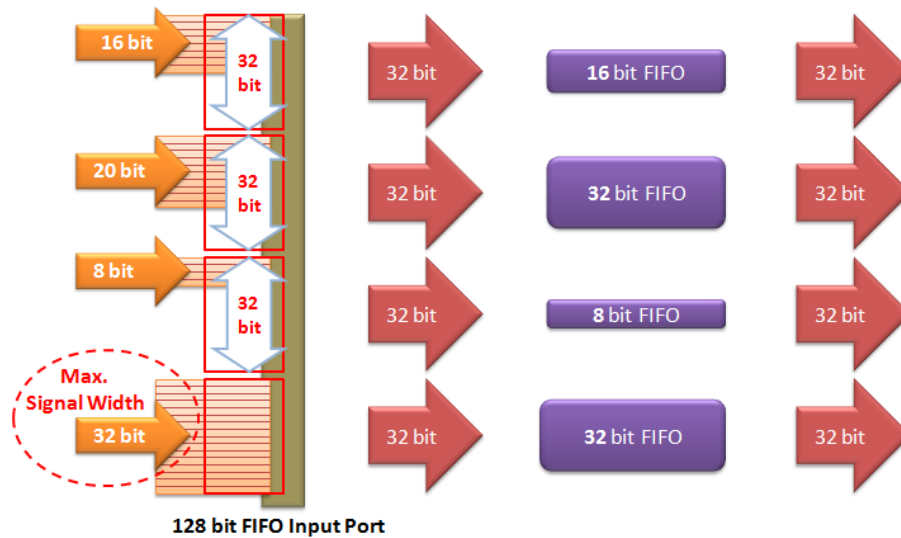 16 bit
32
bit
32 bit
16 bit FIFO
32 bit
20 bit
32
bit
32 bit
32 bit FIFO
32 bit
8 bit
32
bit
32 bit
8 bit FIFO
32 bit
Max.
Signal Width
32 bit
32 bit
32 bit FIFO
32 bit
128 bit FIFO Input Port